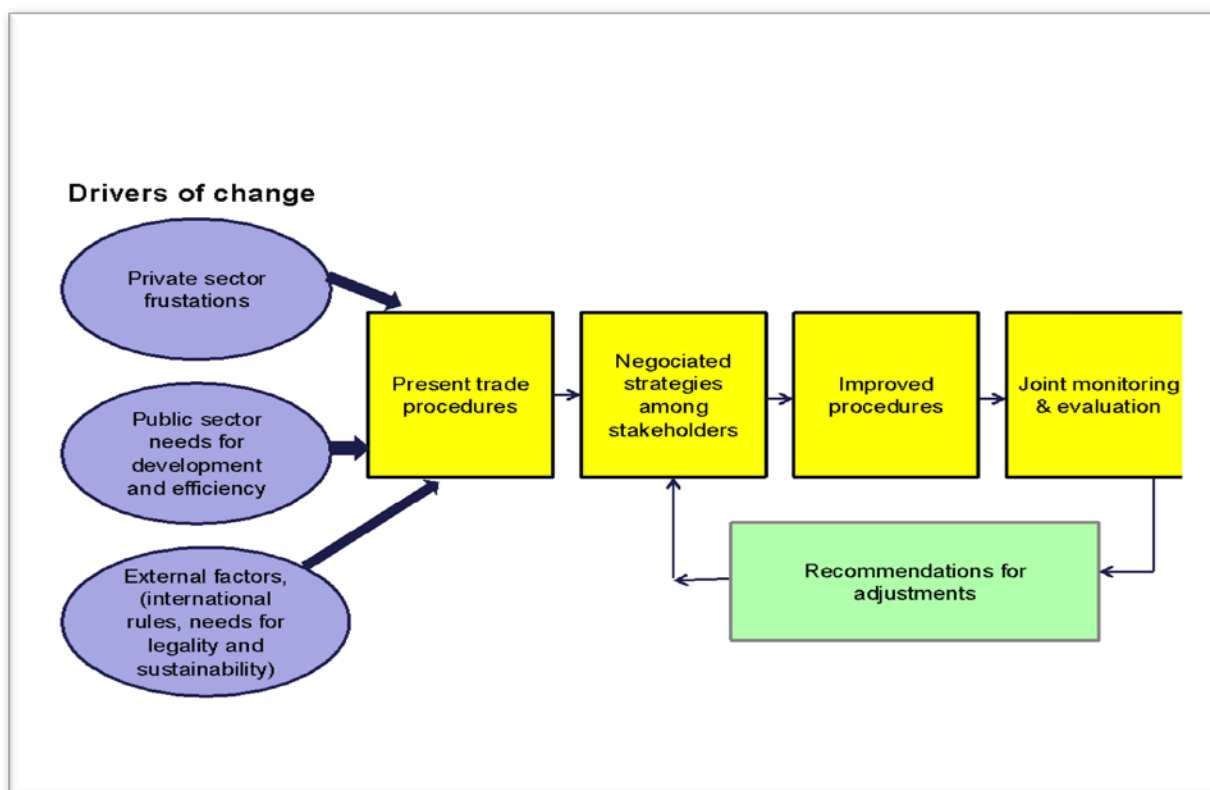 Drivers of change
Private sector
frustations
Public sector
needs for
development
and efficiency
External factors,
(international
rules, needs for
legality and
sustainability)
Present trade
procedures
Negociated
strategies
among
stakeholders
Improved
procedures
Joint monitoring
& evaluation
Recommendations for
adjustments